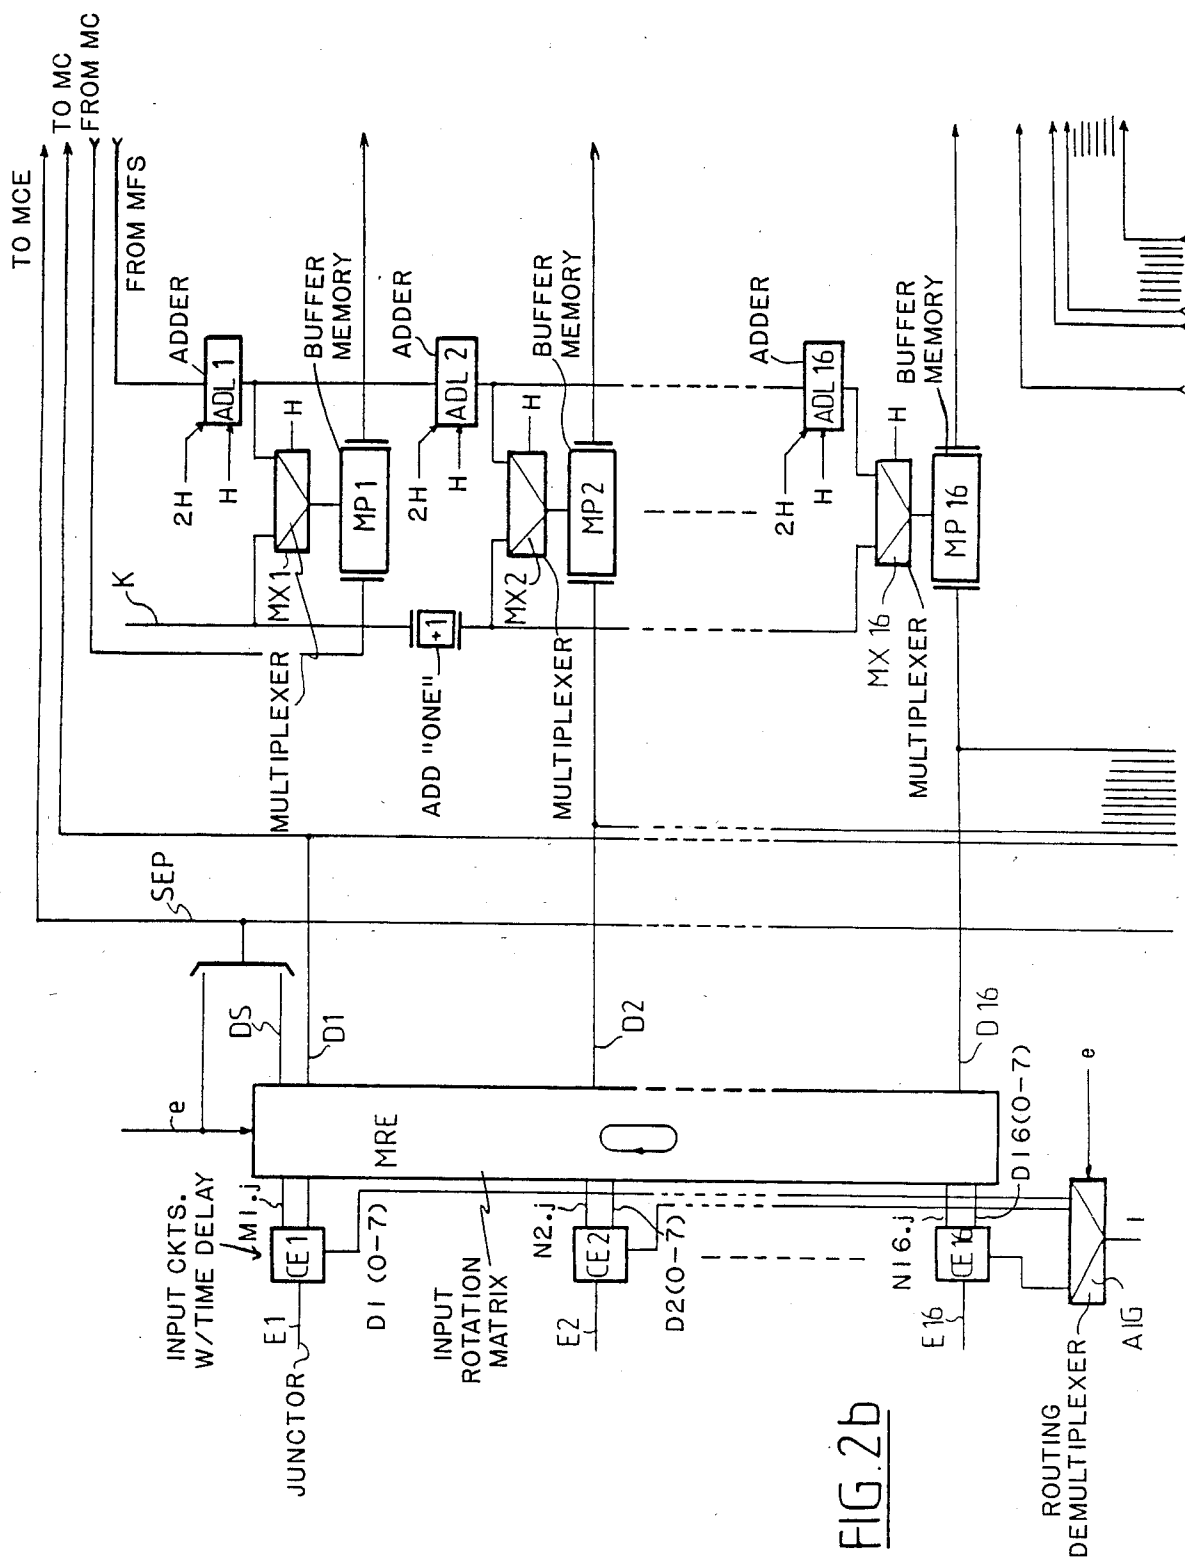 TO MCE
TO MC
FROM MC
FROM MFS
ADDER
ADL 1
2H
H
H
BUFFER
MEMORY
MP1
MX1
MULTIPLEXER
K
ADDER
ADL 2
2H
H
H
BUFFER
MEMORY
MP2
MX2
MULTIPLEXER
+1
ADD "ONE"
ADDER
ADL 16
2H
H
H
BUFFER
MEMORY
MP 16
MX 16
MULTIPLEXER
SEP
DS
D1
D2
D16
e
MRE
INPUT CKTS.
W/TIME DELAY
M1.j
CE1
E1
JUNCTOR
D1 (0-7)
INPUT
ROTATION
MATRIX
N2.j
CE2
E2
D2(0-7)
N16.j
CE16
E16
D16(0-7)
e
I
AIG
ROUTING
DEMULTIPLEXER
FIG.2b